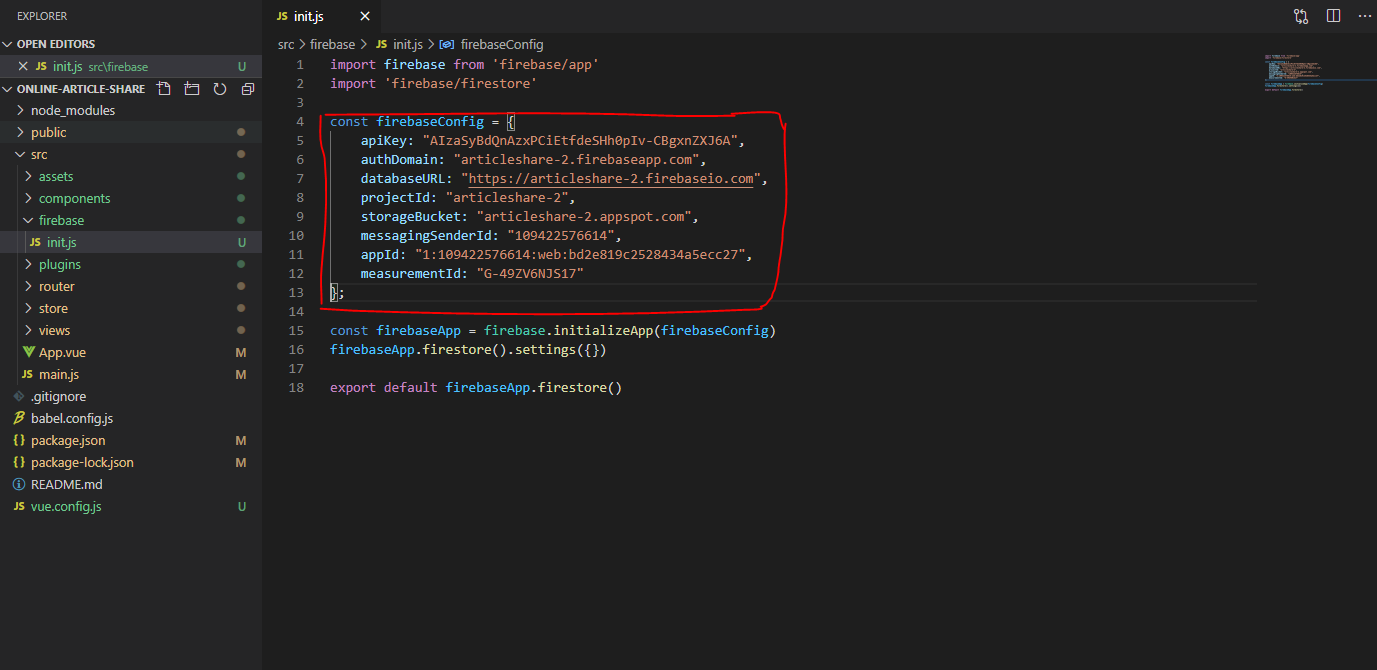 EXPLORER
OPEN EDITORS
JS init.js src\firebase U
ONLINE-ARTICLE-SHARE
node_modules
public
src
assets
components
firebase
JS init.js U
plugins
router
store
views
App.vue M
JS main.js M
.gitignore
babel.config.js
{} package.json M
{} package-lock.json M
README.md
JS vue.config.js U
JS init.js
src > firebase > JS init.js > firebaseConfig
1 import firebase from 'firebase/app'
2 import 'firebase/firestore'
3
4 const firebaseConfig = {
5 apiKey: "AIzaSyBdQnAzxPCiEtfdeSHh0pIv-CBgxnZXJ6A",
6 authDomain: "articleshare-2.firebaseapp.com",
7 databaseURL: "https://articleshare-2.firebaseio.com",
8 projectId: "articleshare-2",
9 storageBucket: "articleshare-2.appspot.com",
10 messagingSenderId: "109422576614",
11 appId: "1:109422576614:web:bd2e819c2528434a5ecc27",
12 measurementId: "G-49ZV6NJS17"
13 };
14
15 const firebaseApp = firebase.initializeApp(firebaseConfig)
16 firebaseApp.firestore().settings({})
17
18 export default firebaseApp.firestore()